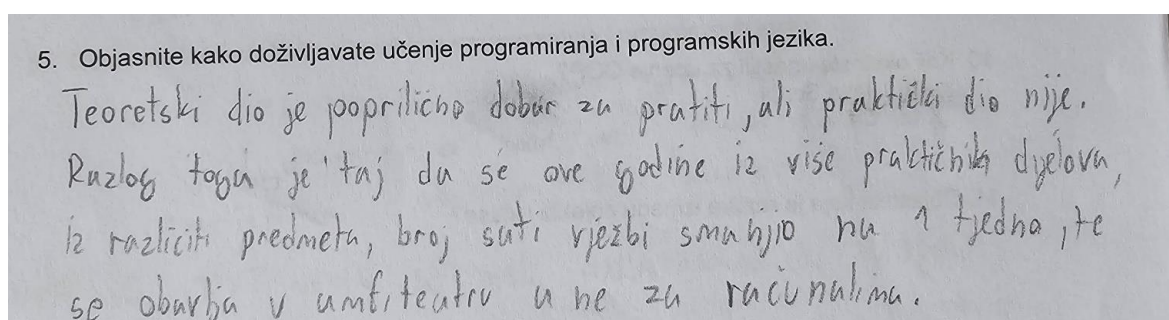 5. Objasnite kako doživljavate učenje programiranja i programskih jezika.
Teoretski dio je poprilično dobar za pratiti, ali praktički dio nije.
Razlog toga je taj da se ove godine iz više praktičnih djelova,
iz različiti predmeta, broj sati vježbi smanjio na 1 tjedno, te
se obavlja u amfiteatru a ne za računalima.